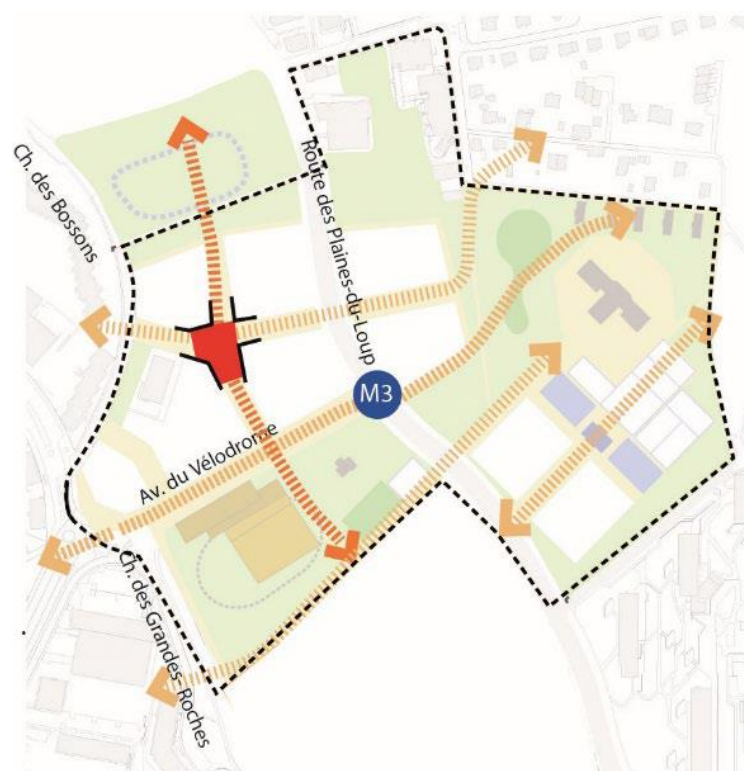 Ch. des Bossons
Route des Plaines-du-Loup
M3
Av. du Vélodrome
Ch. des Grandes-Roches